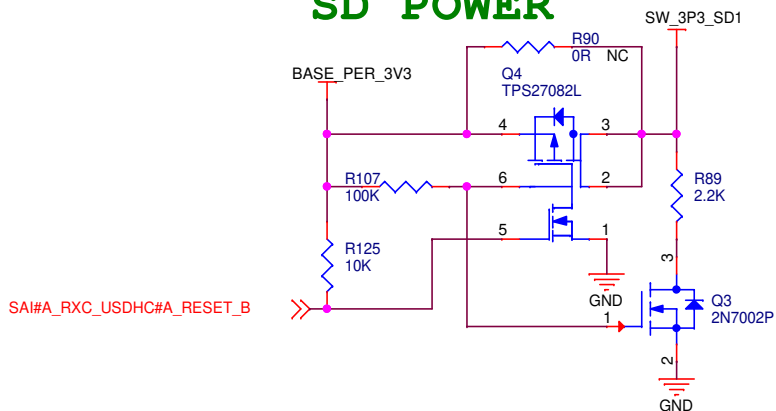 SD POWER
SW_3P3_SD1
R90
0R NC
BASE_PER_3V3
Q4
TPS27082L
4
3
R107
100K
6
2
R89
2.2K
5
1
R125
10K
3
SAI#A_RXC_USDHC#A_RESET_B
GND
1
Q3
2N7002P
2
GND